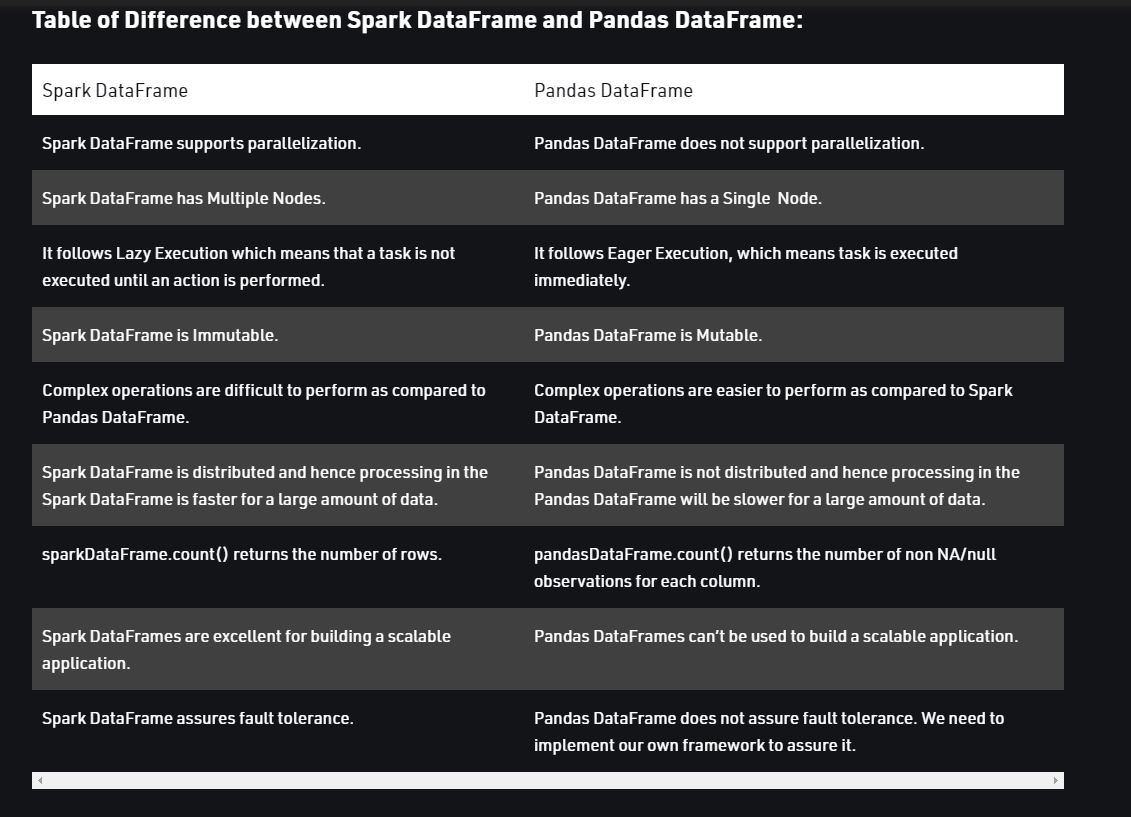 Table of Difference between Spark DataFrame and Pandas DataFrame:
Spark DataFrame
Pandas DataFrame
Spark DataFrame supports parallelization.
Pandas DataFrame does not support parallelization.
Spark DataFrame has Multiple Nodes.
Pandas DataFrame has a Single  Node.
It follows Lazy Execution which means that a task is not
executed until an action is performed.
It follows Eager Execution, which means task is executed
immediately.
Spark DataFrame is Immutable.
Pandas DataFrame is Mutable.
Complex operations are difficult to perform as compared to
Pandas DataFrame.
Complex operations are easier to perform as compared to Spark
DataFrame.
Spark DataFrame is distributed and hence processing in the
Spark DataFrame is faster for a large amount of data.
Pandas DataFrame is not distributed and hence processing in the
Pandas DataFrame will be slower for a large amount of data.
sparkDataFrame.count() returns the number of rows.
pandasDataFrame.count() returns the number of non NA/null
observations for each column.
Spark DataFrames are excellent for building a scalable
application.
Pandas DataFrames can’t be used to build a scalable application.
Spark DataFrame assures fault tolerance.
Pandas DataFrame does not assure fault tolerance. We need to
implement our own framework to assure it.